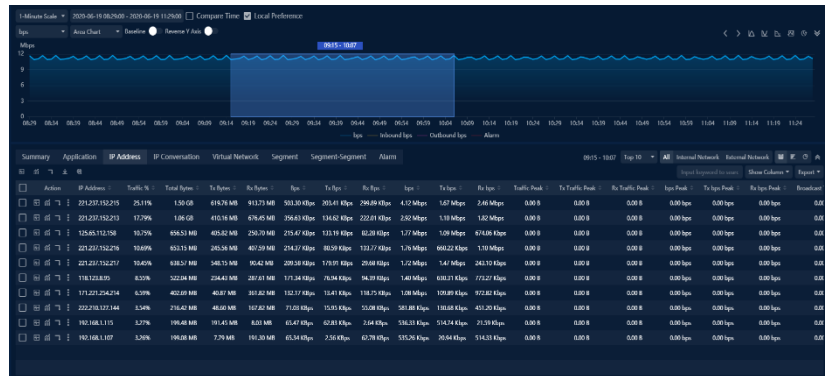 1-Minute Scale 2020-06-19 08:29:00 - 2020-06-19 11:29:00 Compare Time Local Preference
bps Area Chart Baseline Reverse Y Axis
Mbps 09:15 - 10:07
12
9
6
3
0
08:29 08:34 08:39 08:44 08:49 08:54 08:59 09:04 09:09 09:14 09:19 09:24 09:29 09:34 09:39 09:44 09:49 09:54 09:59 10:04 10:09 10:14 10:19 10:24 10:29 10:34 10:39 10:44 10:49 10:54 10:59 11:04 11:09 11:14 11:19 11:24
bps Inbound bps Outbound bps Alarm
Summary Application IP Address IP Conversation Virtual Network Segment Segment-Segment Alarm 09:15 - 10:07 Top 10 All Internal Network External Network
Input keyword to search Show Column Export
Action IP Address Traffic % Total Bytes Tx Bytes Rx Bytes Bps Tx Bps Rx Bps bps Tx bps Rx bps Traffic Peak Tx Traffic Peak Rx Traffic Peak bps Peak Tx bps Peak Rx bps Peak Broadcast
221.237.152.215 25.11% 1.50 GB 619.76 MB 913.73 MB 503.30 KBps 203.41 KBps 299.89 KBps 4.12 Mbps 1.67 Mbps 2.46 Mbps 0.00 B 0.00 B 0.00 B 0.00 bps 0.00 bps 0.00 bps 0.00
221.237.152.213 17.79% 1.06 GB 410.16 MB 676.45 MB 356.63 KBps 134.62 KBps 222.01 KBps 2.92 Mbps 1.10 Mbps 1.82 Mbps 0.00 B 0.00 B 0.00 B 0.00 bps 0.00 bps 0.00 bps 0.00
125.65.112.158 10.75% 656.53 MB 405.82 MB 250.70 MB 215.47 KBps 133.19 KBps 82.28 KBps 1.77 Mbps 1.09 Mbps 674.06 Kbps 0.00 B 0.00 B 0.00 B 0.00 bps 0.00 bps 0.00 bps 0.00
221.237.152.216 10.69% 653.15 MB 245.56 MB 407.59 MB 214.37 KBps 80.59 KBps 133.77 KBps 1.76 Mbps 660.22 Kbps 1.10 Mbps 0.00 B 0.00 B 0.00 B 0.00 bps 0.00 bps 0.00 bps 0.00
221.237.152.217 10.45% 638.57 MB 548.15 MB 90.42 MB 209.58 KBps 179.91 KBps 29.68 KBps 1.72 Mbps 1.47 Mbps 243.10 Kbps 0.00 B 0.00 B 0.00 B 0.00 bps 0.00 bps 0.00 bps 0.00
118.123.8.95 8.55% 522.04 MB 234.43 MB 287.61 MB 171.34 KBps 76.94 KBps 94.39 KBps 1.40 Mbps 630.31 Kbps 773.27 Kbps 0.00 B 0.00 B 0.00 B 0.00 bps 0.00 bps 0.00 bps 0.00
171.221.254.214 6.59% 402.69 MB 40.87 MB 361.82 MB 132.17 KBps 13.41 KBps 118.75 KBps 1.08 Mbps 109.89 Kbps 972.82 Kbps 0.00 B 0.00 B 0.00 B 0.00 bps 0.00 bps 0.00 bps 0.00
222.210.127.144 3.54% 216.42 MB 48.60 MB 167.82 MB 71.03 KBps 15.95 KBps 55.08 KBps 581.88 Kbps 130.68 Kbps 451.20 Kbps 0.00 B 0.00 B 0.00 B 0.00 bps 0.00 bps 0.00 bps 0.00
192.168.1.115 3.27% 199.48 MB 191.45 MB 8.03 MB 65.47 KBps 62.83 KBps 2.64 KBps 536.33 Kbps 514.74 Kbps 21.59 Kbps 0.00 B 0.00 B 0.00 B 0.00 bps 0.00 bps 0.00 bps 0.00
192.168.1.107 3.26% 199.08 MB 7.79 MB 191.30 MB 65.34 KBps 2.56 KBps 62.78 KBps 535.26 Kbps 20.94 Kbps 514.33 Kbps 0.00 B 0.00 B 0.00 B 0.00 bps 0.00 bps 0.00 bps 0.00